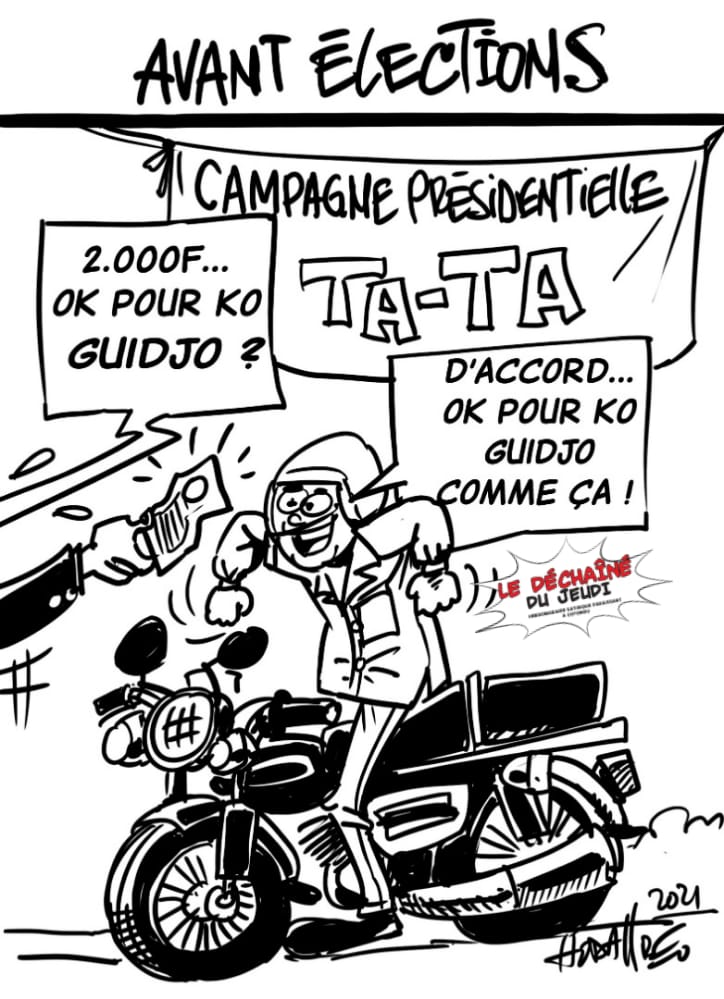 AVANT ÉLECTIONS
CAMPAGNE PRÉSIDENTIELLE
TA-TA
2.000F...
OK POUR KO
GUIDJO ?
D'ACCORD...
OK POUR KO
GUIDJO
COMME ÇA !
LE DÉCHAÎNÉ
DU JEUDI
2021